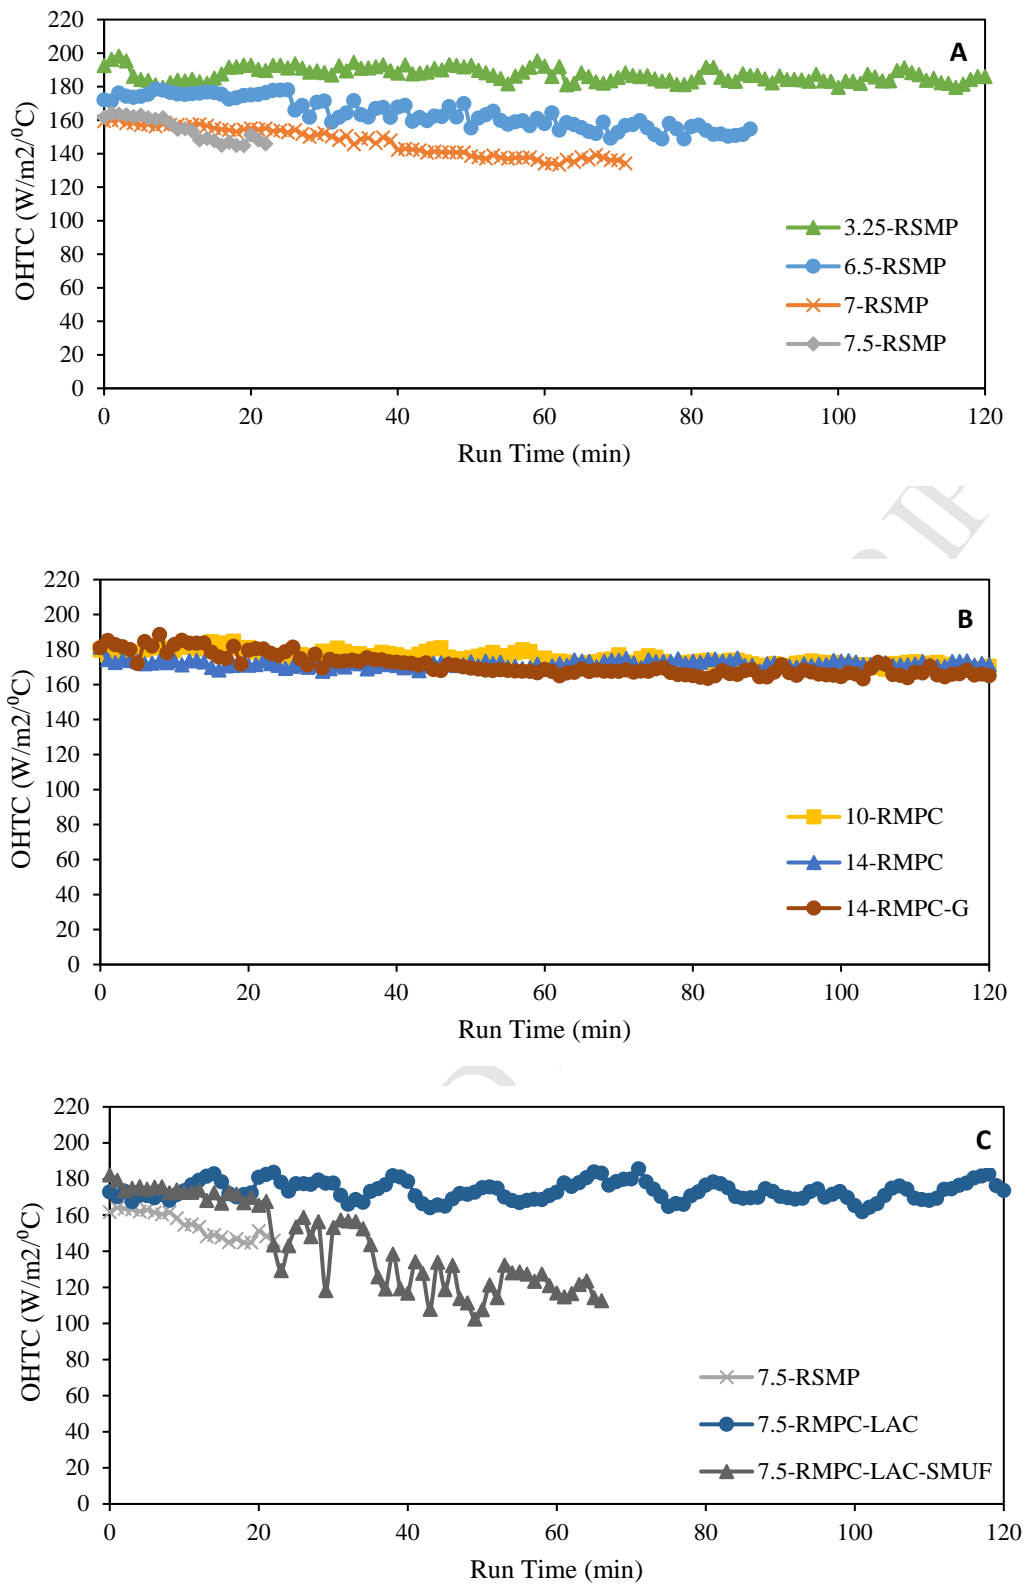 220
200
180
160
140
120
100
80
60
40
20
0
OHTC (W/m2/⁰C)
A
3.25-RSMP
6.5-RSMP
7-RSMP
7.5-RSMP
0 20 40 60 80 100 120
Run Time (min)
220
200
180
160
140
120
100
80
60
40
20
0
OHTC (W/m2/⁰C)
B
10-RMPC
14-RMPC
14-RMPC-G
0 20 40 60 80 100 120
Run Time (min)
220
200
180
160
140
120
100
80
60
40
20
0
OHTC (W/m2/⁰C)
C
7.5-RSMP
7.5-RMPC-LAC
7.5-RMPC-LAC-SMUF
0 20 40 60 80 100 120
Run Time (min)